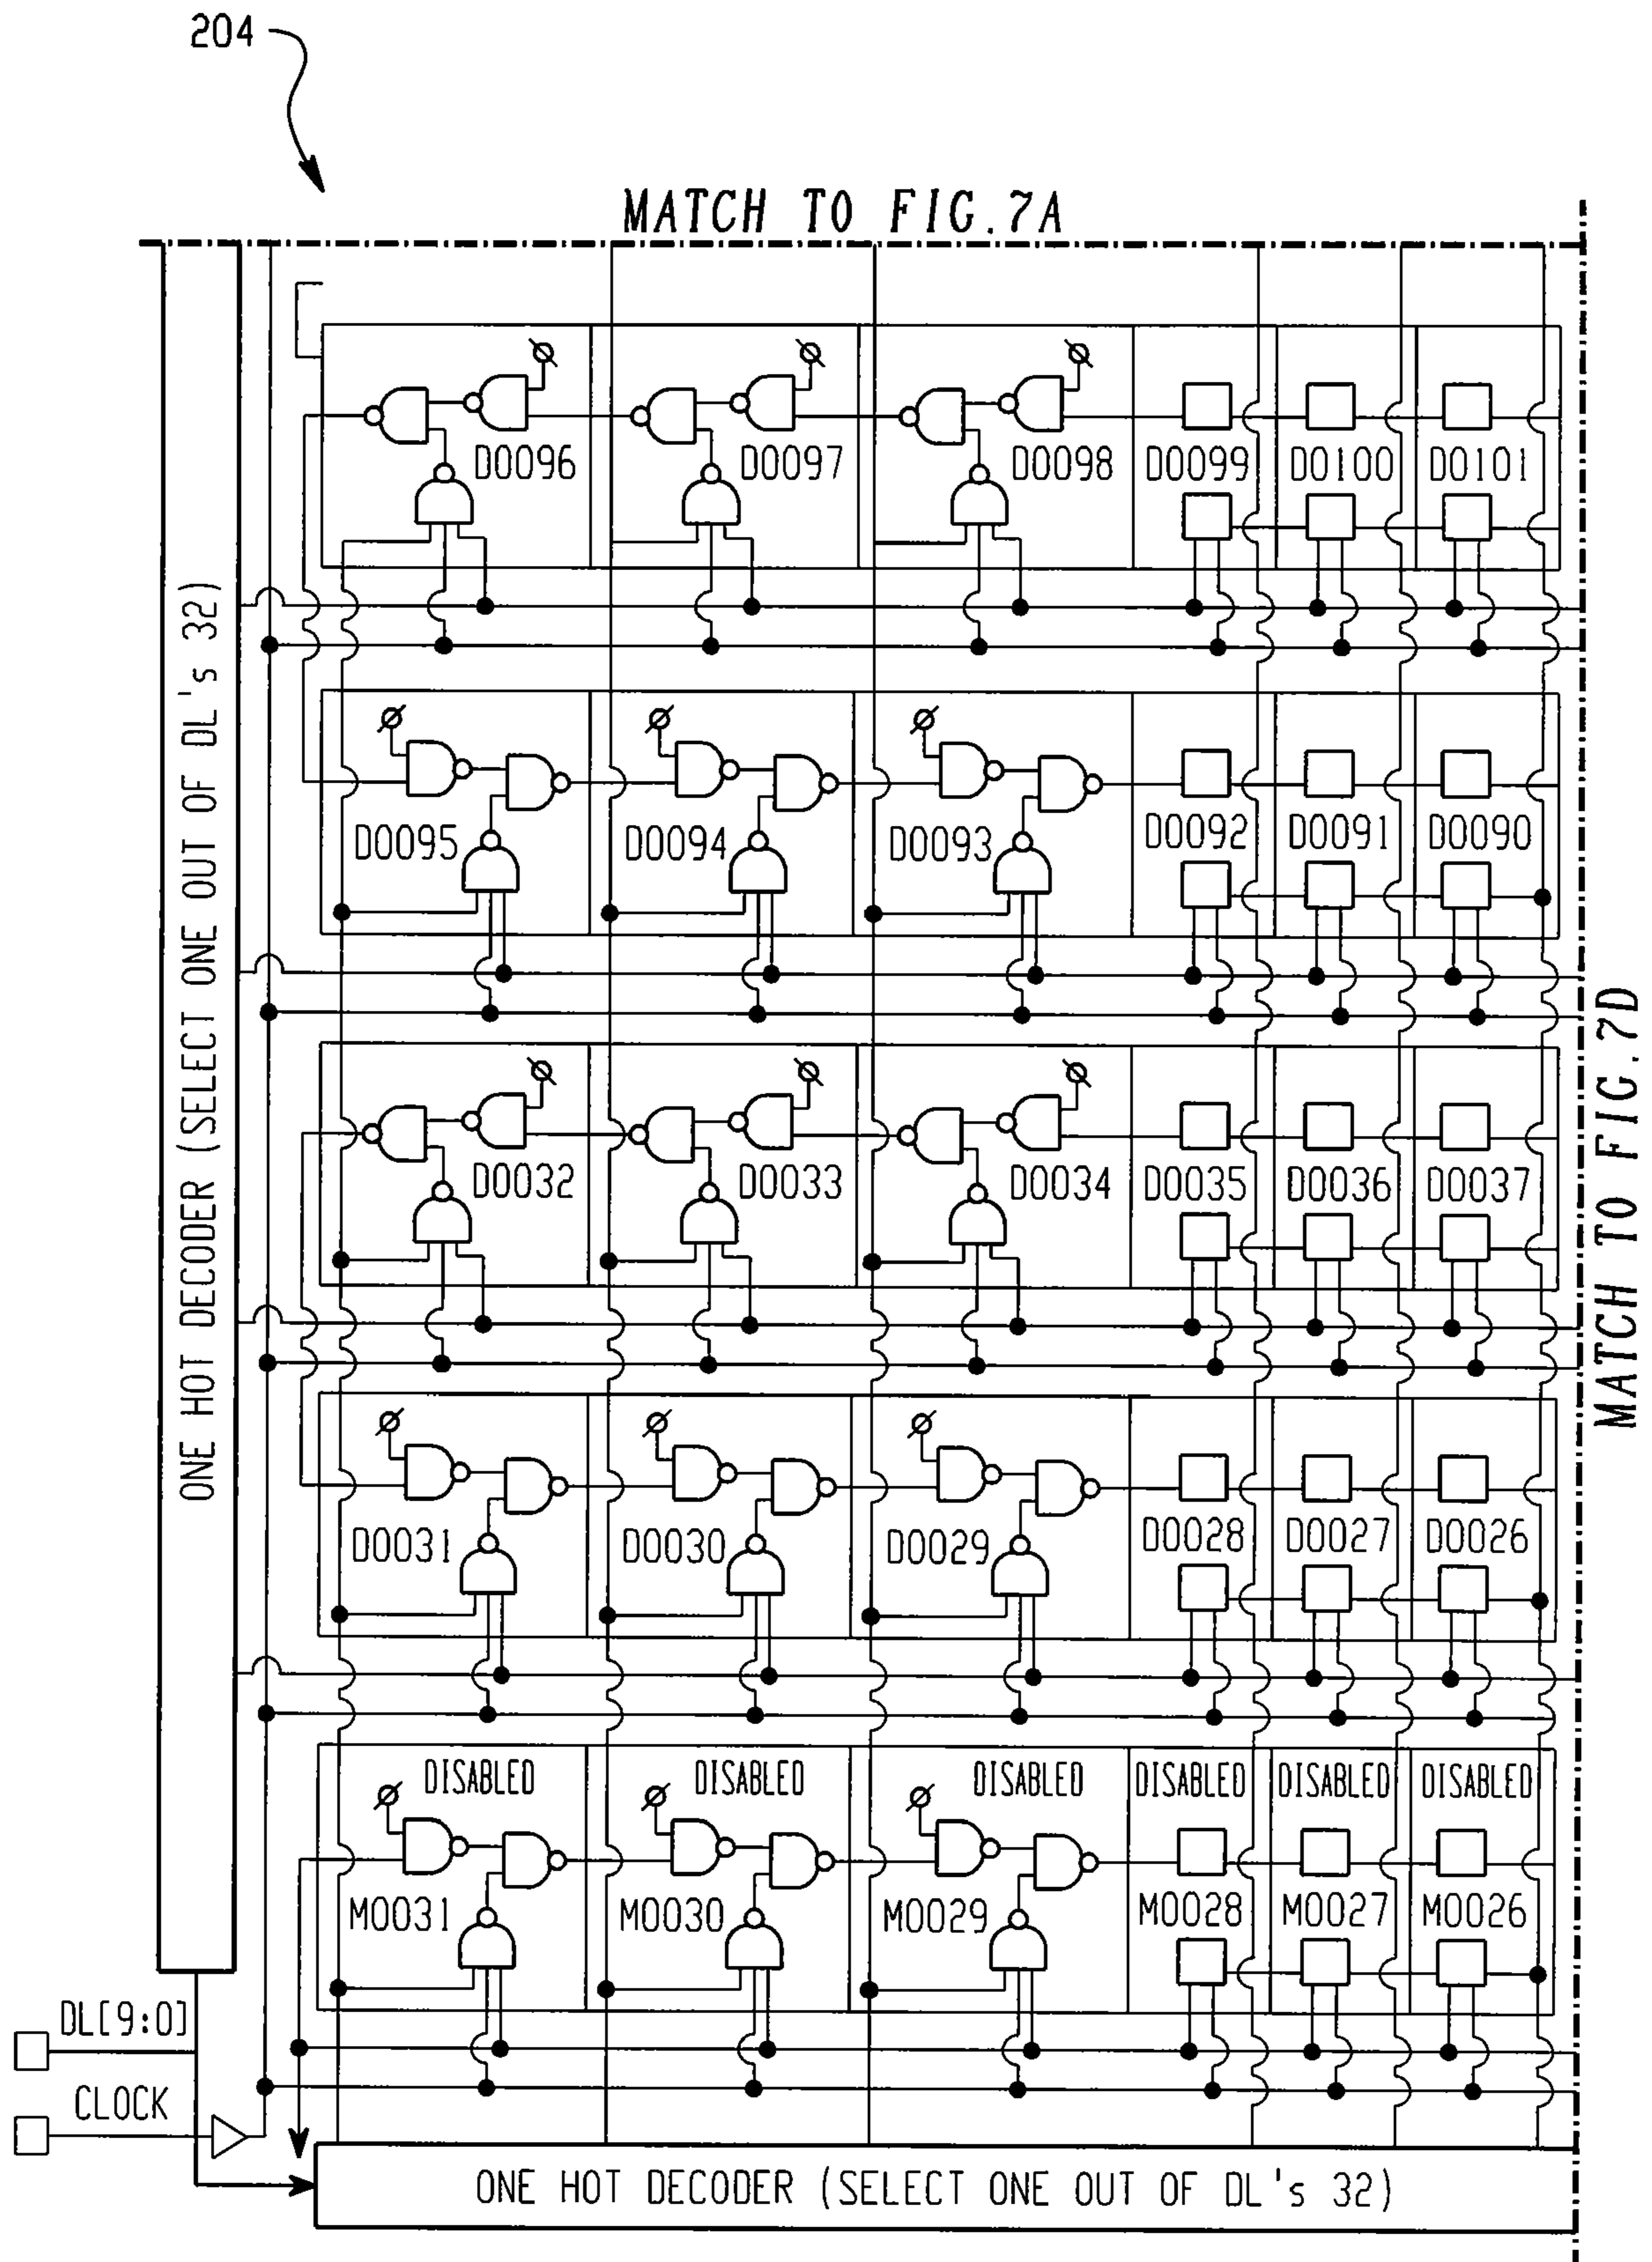 204
MATCH TO FIG.7A
D0096 D0097 D0098 D0099 D0100 D0101
D0095 D0094 D0093 D0092 D0091 D0090
D0032 D0033 D0034 D0035 D0036 D0037
D0031 D0030 D0029 D0028 D0027 D0026
DISABLED DISABLED DISABLED DISABLED DISABLED DISABLED
M0031 M0030 M0029 M0028 M0027 M0026
ONE HOT DECODER (SELECT ONE OUT OF DL's 32)
MATCH TO FIG.7D
DL[9:0]
CLOCK
ONE HOT DECODER (SELECT ONE OUT OF DL's 32)